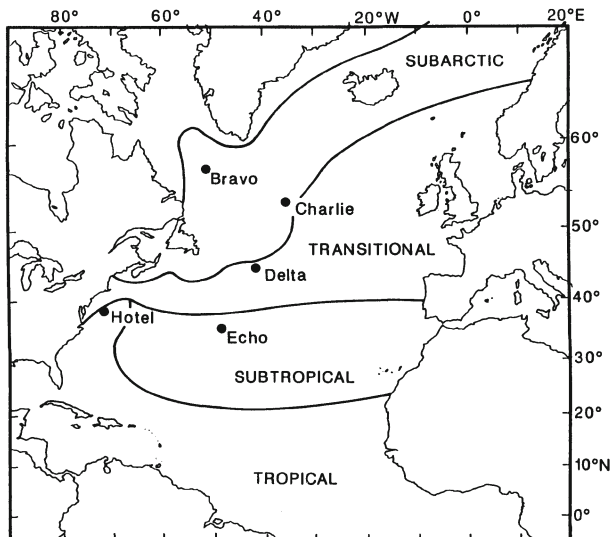 80° 60° 40° 20°W 0° 20°E
SUBARCTIC
60°
Bravo
Charlie
50°
TRANSITIONAL
Delta
40°
Hotel
Echo
30°
SUBTROPICAL
20°
10°N
TROPICAL
0°